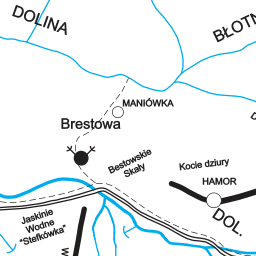 DOLINA
BŁOTN
MANIÓWKA
Brestowa
Bestowskie
Skały
Kocie dziury
HAMOR
DOL.
Jaskinie
Wodne
"Stefkówka"